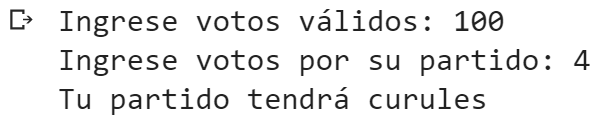 Ingrese votos válidos: 100
Ingrese votos por su partido: 4
Tu partido tendrá curules